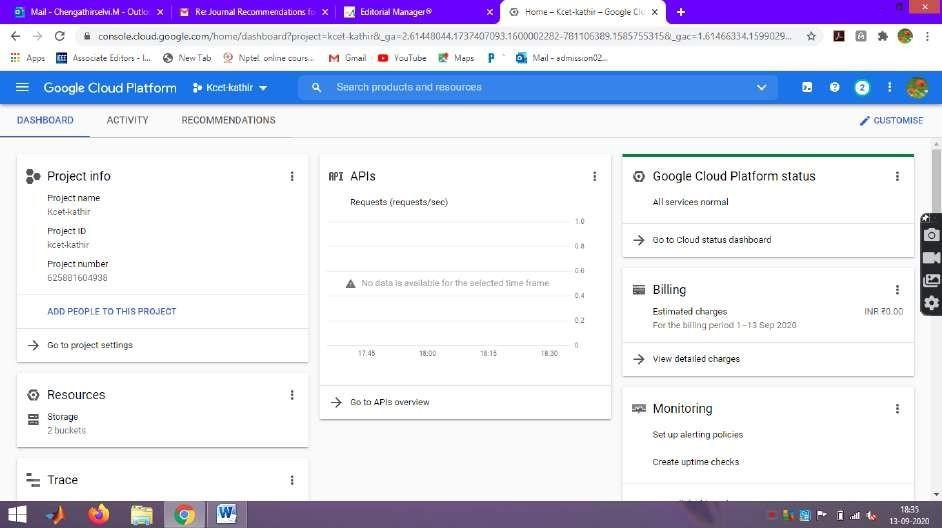 Mail - Chengathirselvi.M - Outlo
Re: Journal Recommendations fo
Editorial Manager®
Home – Kcet-kathir – Google Clo
console.cloud.google.com/home/dashboard?project=kcet-kathir&_ga=2.61448044.1737407093.1600002282-781106389.1585755315&_gac=1.61466334.1599029...
Apps
Associate Editors - I...
New Tab
Nptel online cours...
Gmail
YouTube
Maps
Mail - admission02...
Google Cloud Platform
Kcet-kathir
Search products and resources
2
DASHBOARD
ACTIVITY
RECOMMENDATIONS
CUSTOMISE
Project info
Project name
Kcet-kathir
Project ID
kcet-kathir
Project number
625881604938
ADD PEOPLE TO THIS PROJECT
Go to project settings
Resources
Storage
2 buckets
Trace
API APIs
Requests (requests/sec)
1.0
0.8
0.6
No data is available for the selected time frame.
0.4
0.2
0
17:45
18:00
18:15
18:30
Go to APIs overview
Google Cloud Platform status
All services normal
Go to Cloud status dashboard
Billing
Estimated charges
INR ₹0.00
For the billing period 1–13 Sep 2020
View detailed charges
Monitoring
Set up alerting policies
Create uptime checks
18:35
13-09-2020